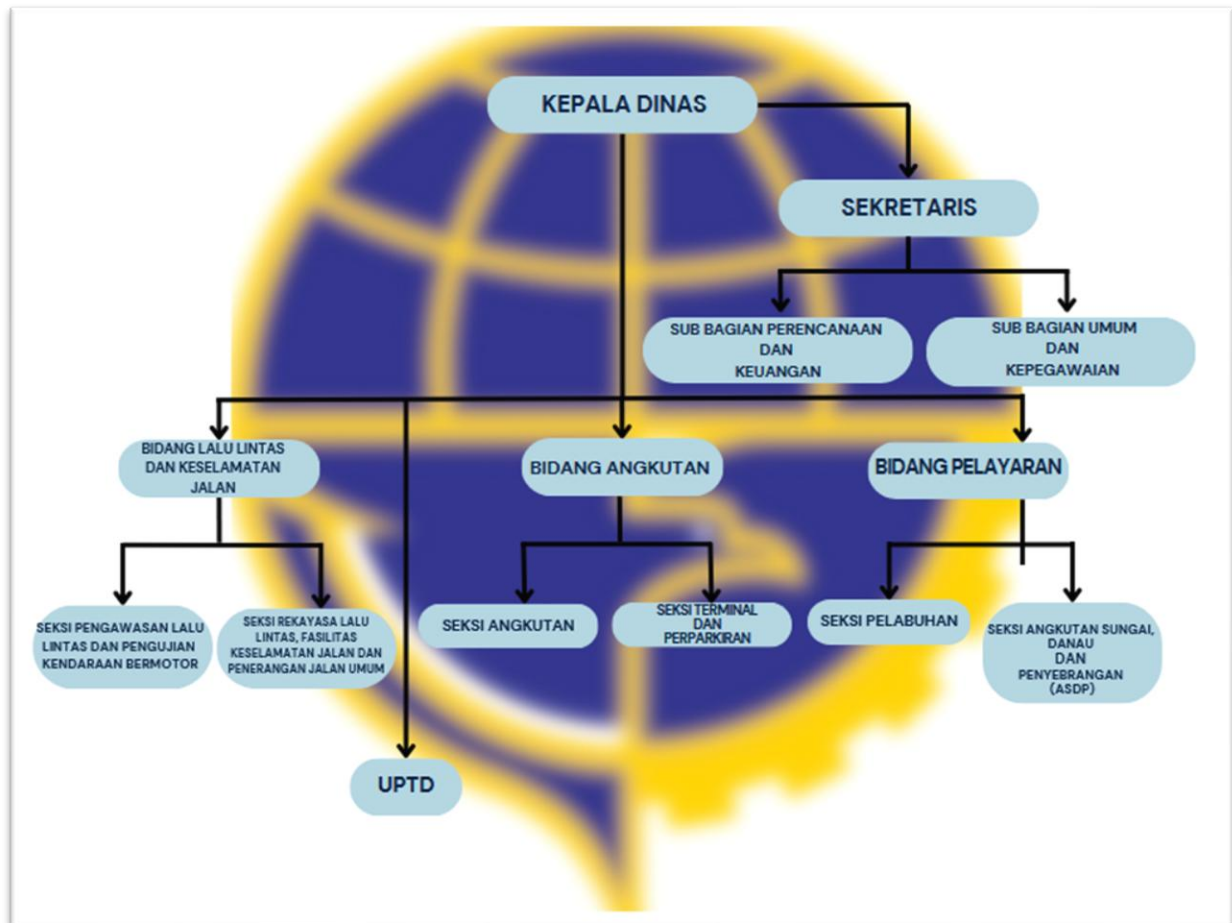 KEPALA DINAS
SEKRETARIS
SUB BAGIAN PERENCANAAN
DAN
KEUANGAN
SUB BAGIAN UMUM
DAN
KEPEGAWAIAN
BIDANG LALU LINTAS
DAN KESELAMATAN
JALAN
BIDANG ANGKUTAN
BIDANG PELAYARAN
SEKSI PENGAWASAN LALU
LINTAS DAN PENGUJIAN
KENDARAAN BERMOTOR
SEKSI REKAYASA LALU
LINTAS, FASILITAS
KESELAMATAN JALAN DAN
PENERANGAN JALAN UMUM
SEKSI ANGKUTAN
SEKSI TERMINAL
DAN
PERPARKIRAN
SEKSI PELABUHAN
SEKSI ANGKUTAN SUNGAI,
DANAU
DAN
PENYEBRANGAN
(ASDP)
UPTD